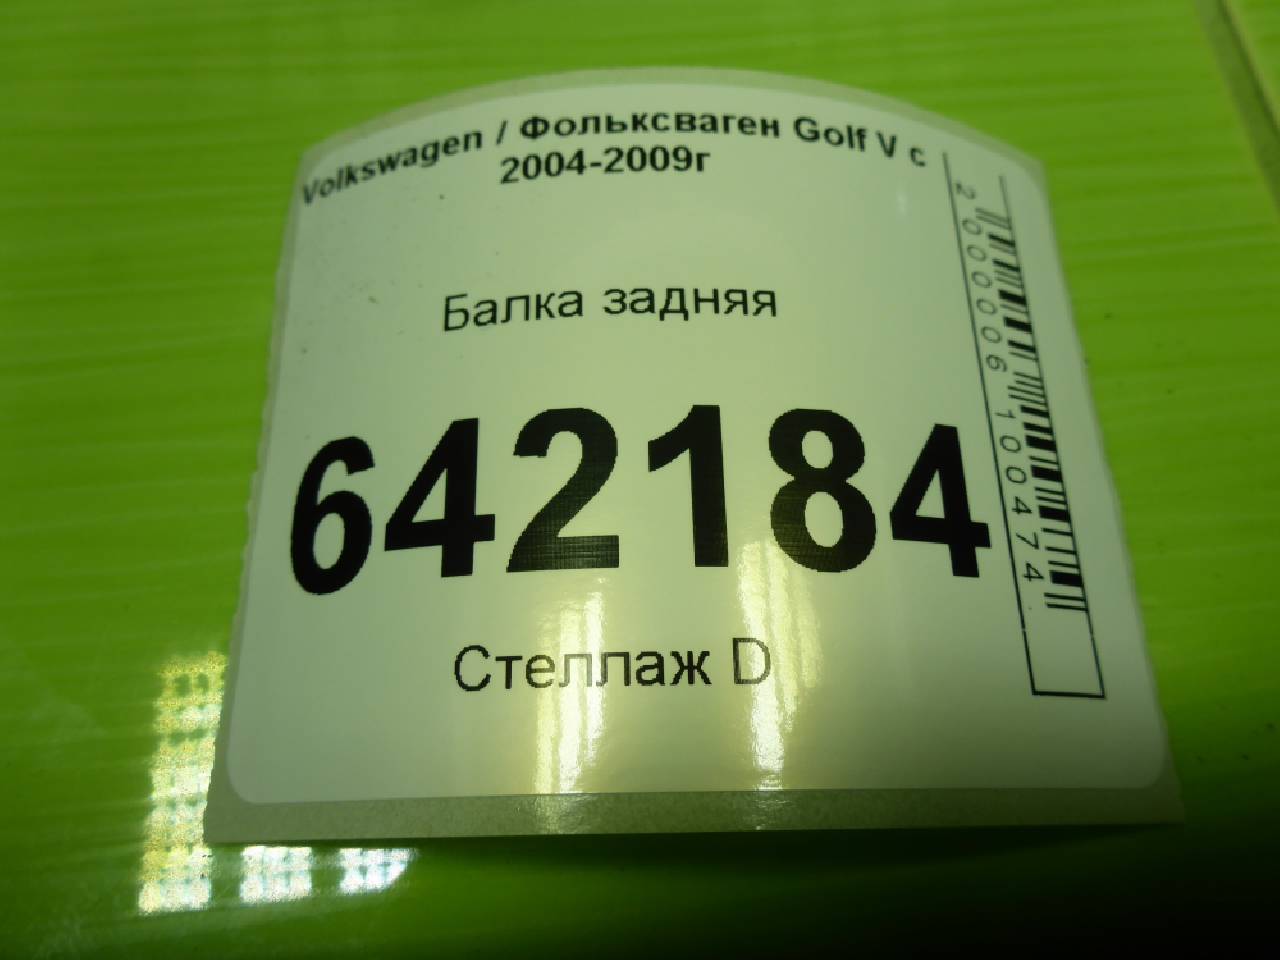 Volkswagen / Фольксваген Golf V с
2004-2009г
Балка задняя
642184
Стеллаж D
2000006100474